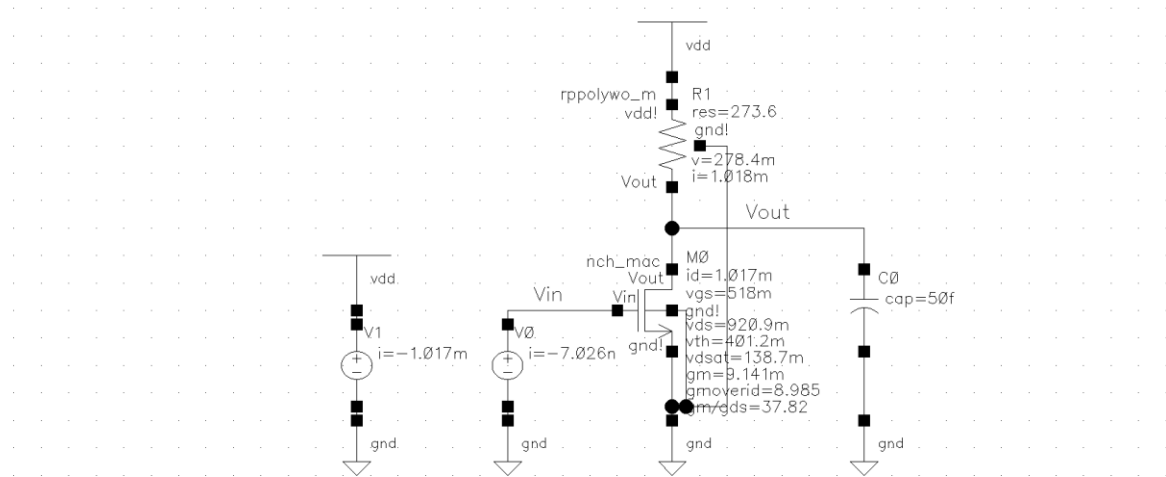 vdd
rppolywo_m
R1
vdd!
res=273.6
gnd!
v=278.4m
i=1.018m
Vout
Vout
nch_mac
M0
Vout
id=1.017m
Vin
Vin
vgs=518m
gnd!
vds=920.9m
gnd!
vth=401.2m
vdsat=138.7m
gm=9.141m
gmoverid=8.985
gm/gds=37.82
gnd
C0
cap=50f
gnd
vdd
V1
i=-1.017m
+
-
gnd
V0
i=-7.026n
+
-
gnd